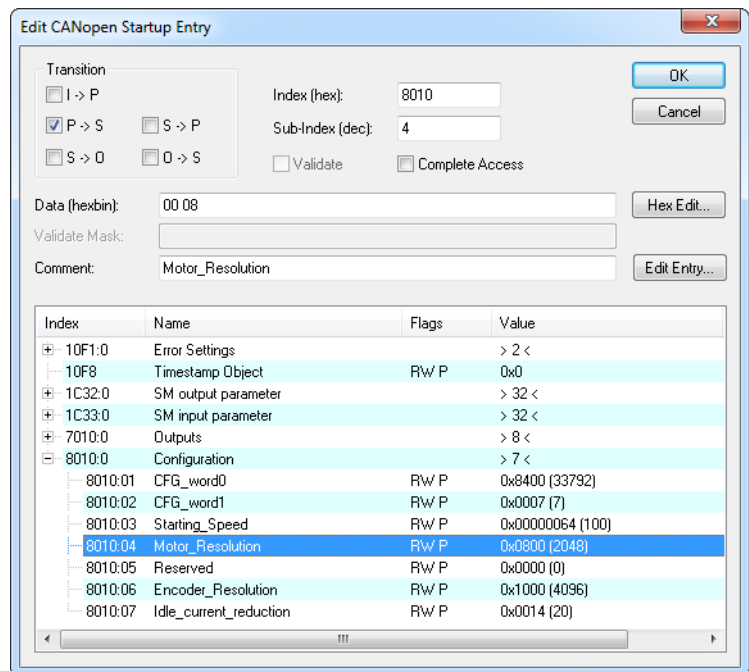 Edit CANopen Startup Entry
Transition
I -> P
P -> S
S -> P
S -> O
O -> S
Index (hex): 8010
Sub-Index (dec): 4
Validate
Complete Access
OK
Cancel
Data (hexbin): 00 08
Hex Edit...
Validate Mask:
Comment: Motor_Resolution
Edit Entry...
Index Name Flags Value
10F1:0 Error Settings > 2 <
10F8 Timestamp Object RW P 0x0
1C32:0 SM output parameter > 32 <
1C33:0 SM input parameter > 32 <
7010:0 Outputs > 8 <
8010:0 Configuration > 7 <
8010:01 CFG_word0 RW P 0x8400 (33792)
8010:02 CFG_word1 RW P 0x0007 (7)
8010:03 Starting_Speed RW P 0x00000064 (100)
8010:04 Motor_Resolution RW P 0x0800 (2048)
8010:05 Reserved RW P 0x0000 (0)
8010:06 Encoder_Resolution RW P 0x1000 (4096)
8010:07 Idle_current_reduction RW P 0x0014 (20)